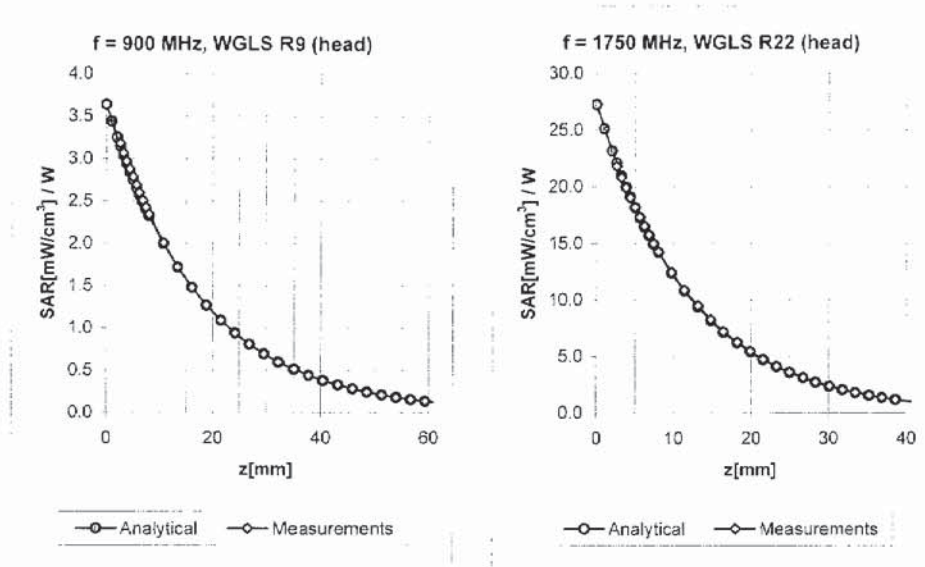 f = 900 MHz, WGLS R9 (head)
SAR[mW/cm³] / W
4.0
3.5
3.0
2.5
2.0
1.5
1.0
0.5
0.0
0
20
40
60
z[mm]
Analytical
Measurements
f = 1750 MHz, WGLS R22 (head)
SAR[mW/cm³] / W
30.0
25.0
20.0
15.0
10.0
5.0
0.0
0
10
20
30
40
z[mm]
Analytical
Measurements